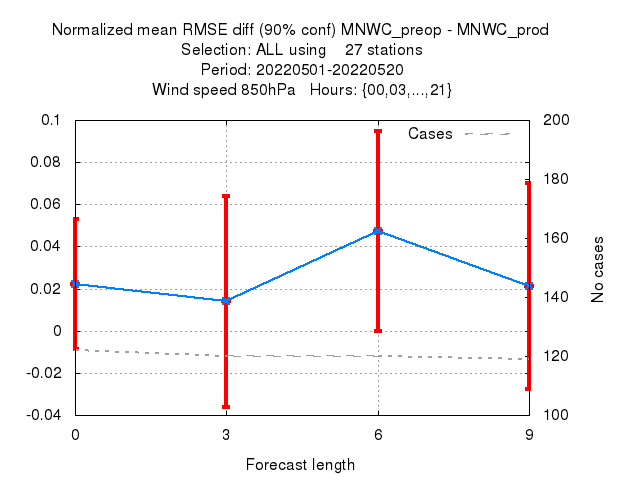 Normalized mean RMSE diff (90% conf) MNWC_preop - MNWC_prod
Selection: ALL using    27 stations
Period: 20220501-20220520
Wind speed 850hPa   Hours: {00,03,...,21}
Cases
0.1
0.08
0.06
0.04
0.02
0
-0.02
-0.04
200
180
160
140
120
100
No cases
0 3 6 9
Forecast length